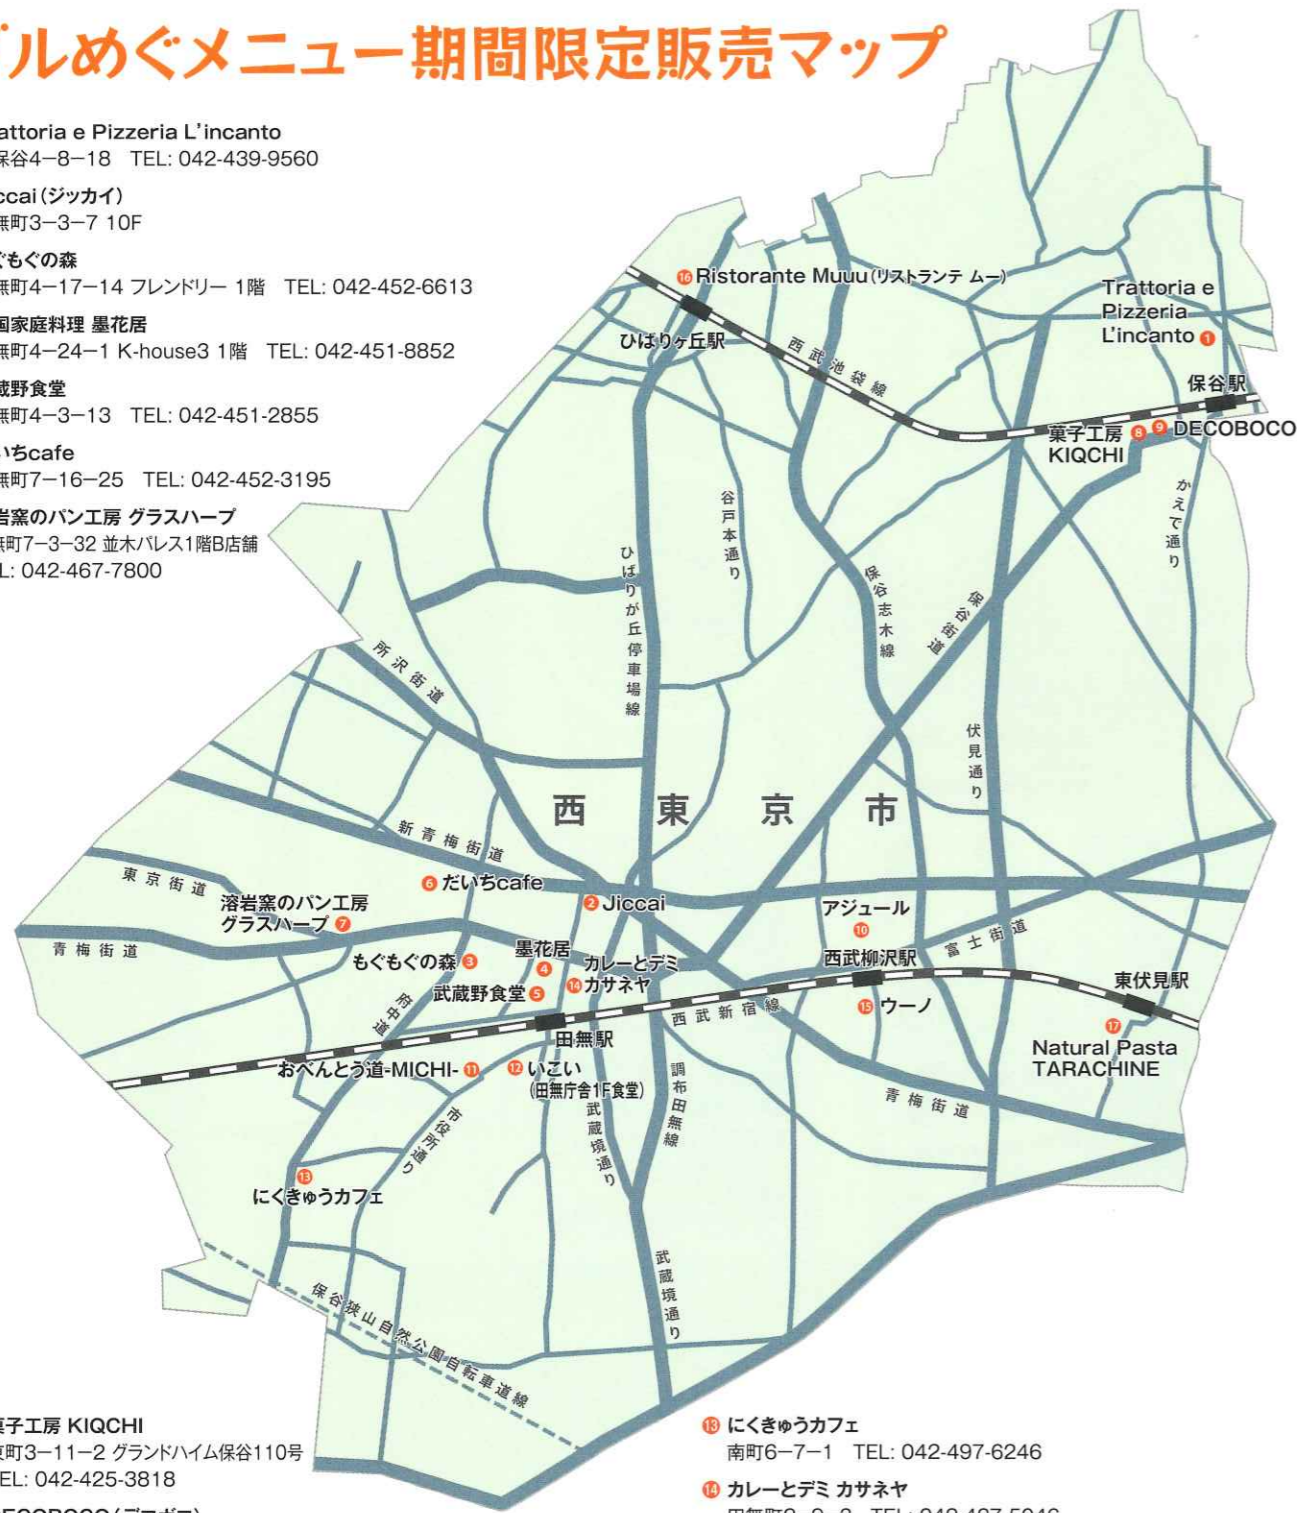 ルめぐメニュー期間限定販売マップ
attoria e Pizzeria L'incanto
保谷4−8−18 TEL: 042-439-9560
ccai(ジッカイ)
無町3−3−7 10F
ぐもぐの森
無町4−17−14 フレンドリー 1階 TEL: 042-452-6613
国家庭料理 墨花居
無町4−24−1 K-house3 1階 TEL: 042-451-8852
蔵野食堂
無町4−3−13 TEL: 042-451-2855
いちcafe
無町7−16−25 TEL: 042-452-3195
岩窯のパン工房 グラスハープ
無町7−3−32 並木パレス1階B店舗
L: 042-467-7800
16 Ristorante Muuu(リストランテ ムー)
ひばりヶ丘駅
西武池袋線
Trattoria e
Pizzeria
L'incanto 1
保谷駅
菓子工房 8 9 DECOBOCO
KIQCHI
かえで通り
谷戸本通り
ひばりが丘停車場線
保谷志木線
保谷街道
所沢街道
伏見通り
西東京市
新青梅街道
東京街道
6 だいちcafe
溶岩窯のパン工房
グラスハープ 7
2 Jiccai
アジュール
10
青梅街道
もぐもぐの森 3
墨花居
4
カレーとデミ
14 カサネヤ
武蔵野食堂 5
西武柳沢駅
富士街道
東伏見駅
府中道
西武新宿線
15 ウーノ
17
Natural Pasta
TARACHINE
田無駅
おべんとう道-MICHI- 11
12 いこい
(田無庁舎1F食堂)
調布田無線
青梅街道
市役所通り
武蔵境通り
13
にくきゅうカフェ
武蔵境通り
保谷狭山自然公園自転車道線
菓子工房 KIQCHI
東町3−11−2 グランドハイム保谷110号
EL: 042-425-3818
13 にくきゅうカフェ
南町6−7−1 TEL: 042-497-6246
14 カレーとデミ カサネヤ